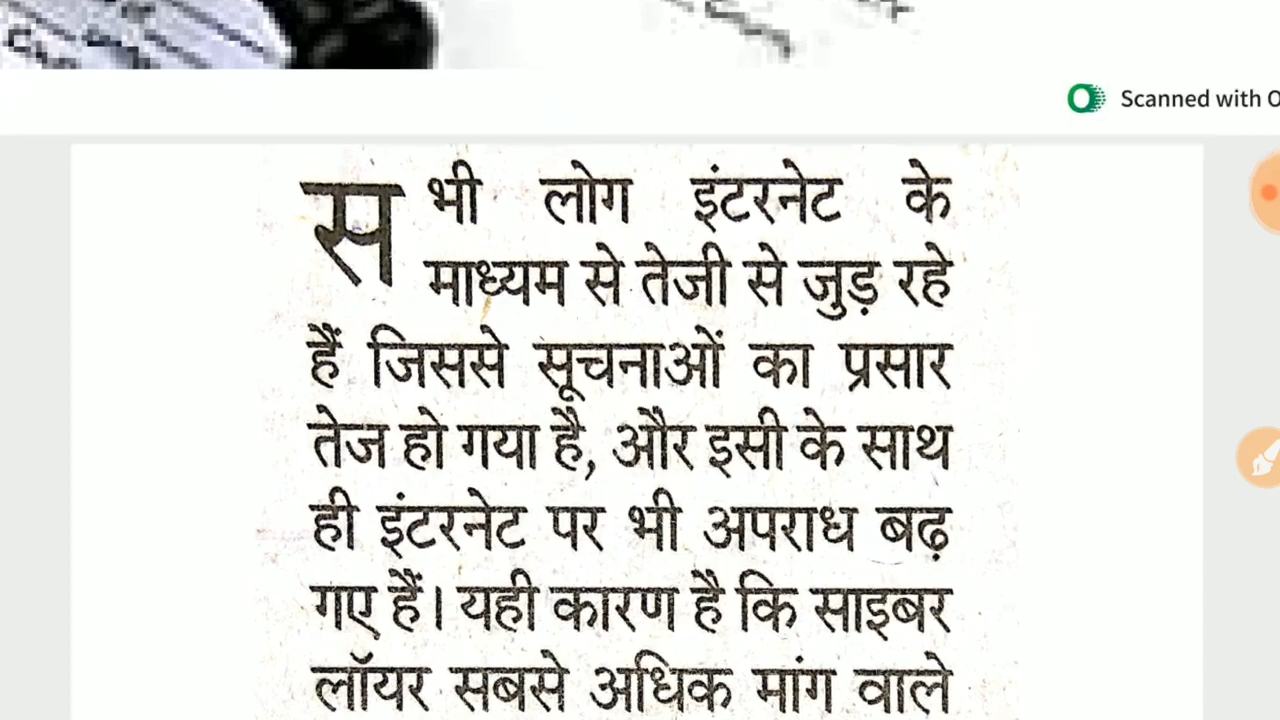 Scanned with O
सभी लोग इंटरनेट के
माध्यम से तेजी से जुड़ रहे
हैं जिससे सूचनाओं का प्रसार
तेज हो गया है, और इसी के साथ
ही इंटरनेट पर भी अपराध बढ़
गए हैं। यही कारण है कि साइबर
लॉयर सबसे अधिक मांग वाले